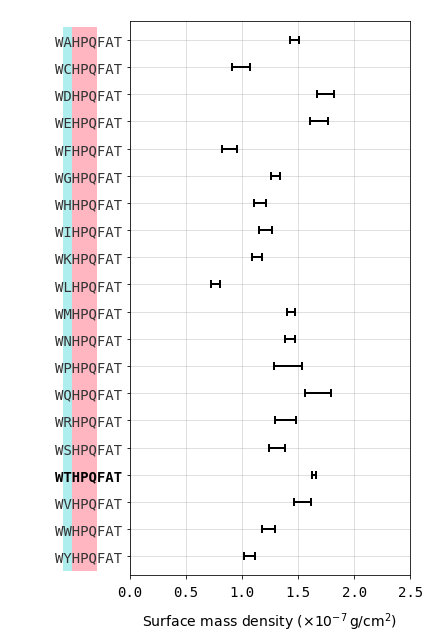 WAHPQFAT
WCHPQFAT
WDHPQFAT
WEHPQFAT
WFHPQFAT
WGHPQFAT
WHHPQFAT
WIHPQFAT
WKHPQFAT
WLHPQFAT
WMHPQFAT
WNHPQFAT
WPHPQFAT
WQHPQFAT
WRHPQFAT
WSHPQFAT
WTHPQFAT
WVHPQFAT
WWHPQFAT
WYHPQFAT
0.0 0.5 1.0 1.5 2.0 2.5
Surface mass density (×10⁻⁷ g/cm²)